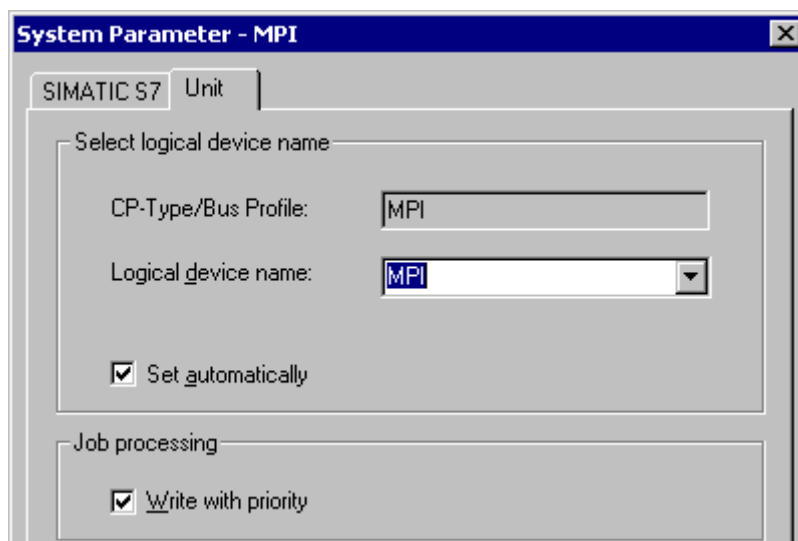 System Parameter - MPI
SIMATIC S7 Unit
Select logical device name
CP-Type/Bus Profile: MPI
Logical device name: MPI
Set automatically
Job processing
Write with priority